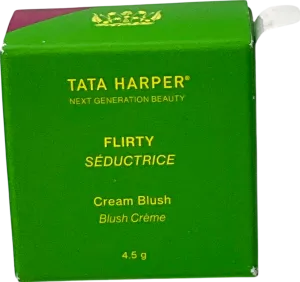 TATA HARPER®
NEXT GENERATION BEAUTY
FLIRTY
SÉDUCTRICE
Cream Blush
Blush Crème
4.5 g